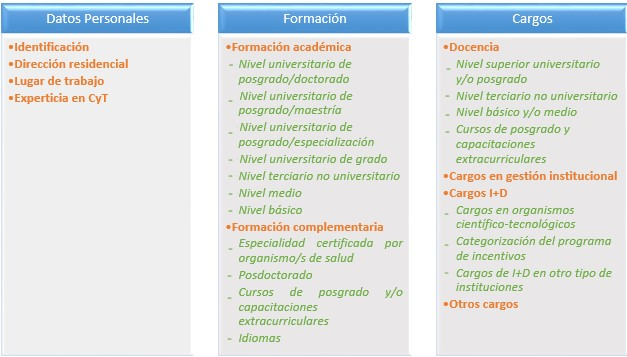 Datos Personales
•Identificación
•Dirección residencial
•Lugar de trabajo
•Experticia en CyT
Formación
•Formación académica
- Nivel universitario de
posgrado/doctorado
- Nivel universitario de
posgrado/maestría
- Nivel universitario de
posgrado/especialización
- Nivel universitario de grado
- Nivel terciario no universitario
- Nivel medio
- Nivel básico
•Formación complementaria
- Especialidad certificada por
organismo/s de salud
- Posdoctorado
- Cursos de posgrado y/o
capacitaciones
extracurriculares
- Idiomas
Cargos
•Docencia
- Nivel superior universitario
y/o posgrado
- Nivel terciario no universitario
- Nivel básico y/o medio
- Cursos de posgrado y
capacitaciones
extracurriculares
•Cargos en gestión institucional
•Cargos I+D
- Cargos en organismos
científico-tecnológicos
- Categorización del programa
de incentivos
- Cargos de I+D en otro tipo de
instituciones
•Otros cargos